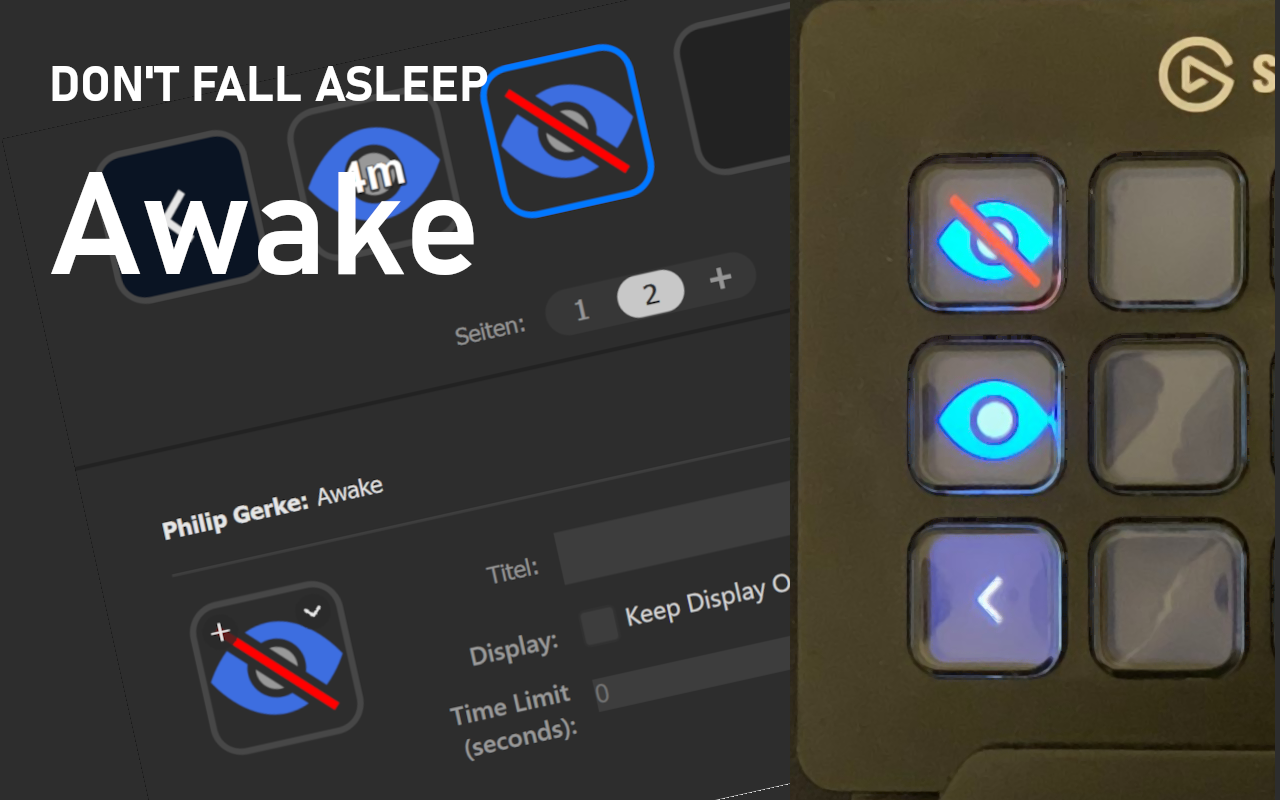 DON'T FALL ASLEEP
Awake
4m
Seiten: 1 2 +
Philip Gerke: Awake
Titel:
Display: Keep Display O
Time Limit (seconds): 0
S